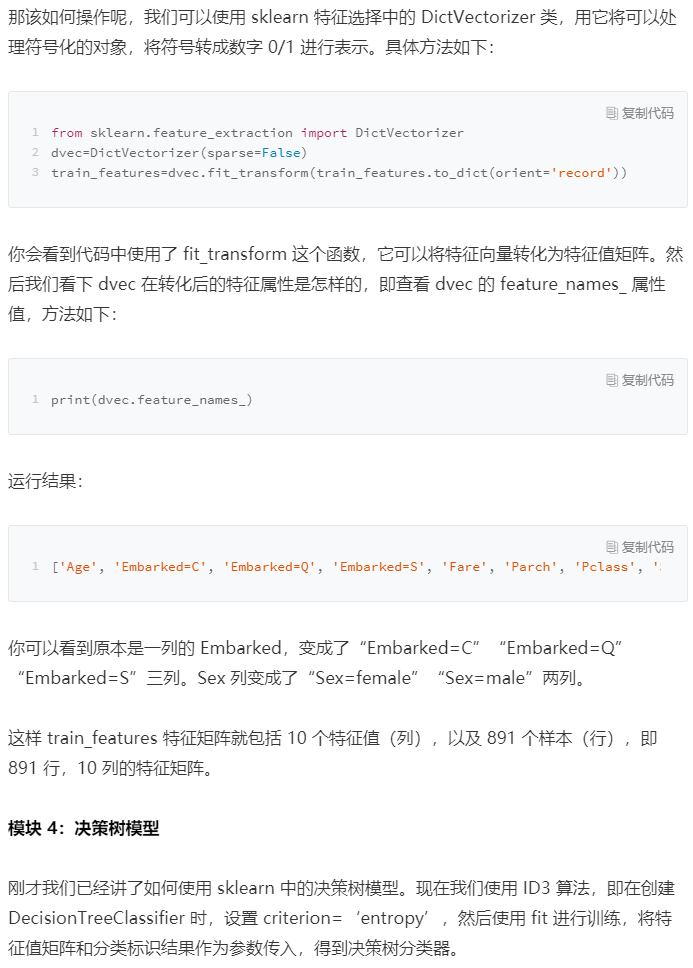 那该如何操作呢，我们可以使用 sklearn 特征选择中的 DictVectorizer 类，用它将可以处
理符号化的对象，将符号转成数字 0/1 进行表示。具体方法如下：
复制代码
1 from sklearn.feature_extraction import DictVectorizer
2 dvec=DictVectorizer(sparse=False)
3 train_features=dvec.fit_transform(train_features.to_dict(orient='record'))
你会看到代码中使用了 fit_transform 这个函数，它可以将特征向量转化为特征值矩阵。然
后我们看下 dvec 在转化后的特征属性是怎样的，即查看 dvec 的 feature_names_ 属性
值，方法如下：
复制代码
1 print(dvec.feature_names_)
运行结果：
复制代码
1 ['Age', 'Embarked=C', 'Embarked=Q', 'Embarked=S', 'Fare', 'Parch', 'Pclass', '
你可以看到原本是一列的 Embarked，变成了“Embarked=C”“Embarked=Q”
“Embarked=S”三列。Sex 列变成了“Sex=female”“Sex=male”两列。
这样 train_features 特征矩阵就包括 10 个特征值（列），以及 891 个样本（行），即
891 行，10 列的特征矩阵。
模块 4：决策树模型
刚才我们已经讲了如何使用 sklearn 中的决策树模型。现在我们使用 ID3 算法，即在创建
DecisionTreeClassifier 时，设置 criterion=‘entropy’，然后使用 fit 进行训练，将特
征值矩阵和分类标识结果作为参数传入，得到决策树分类器。